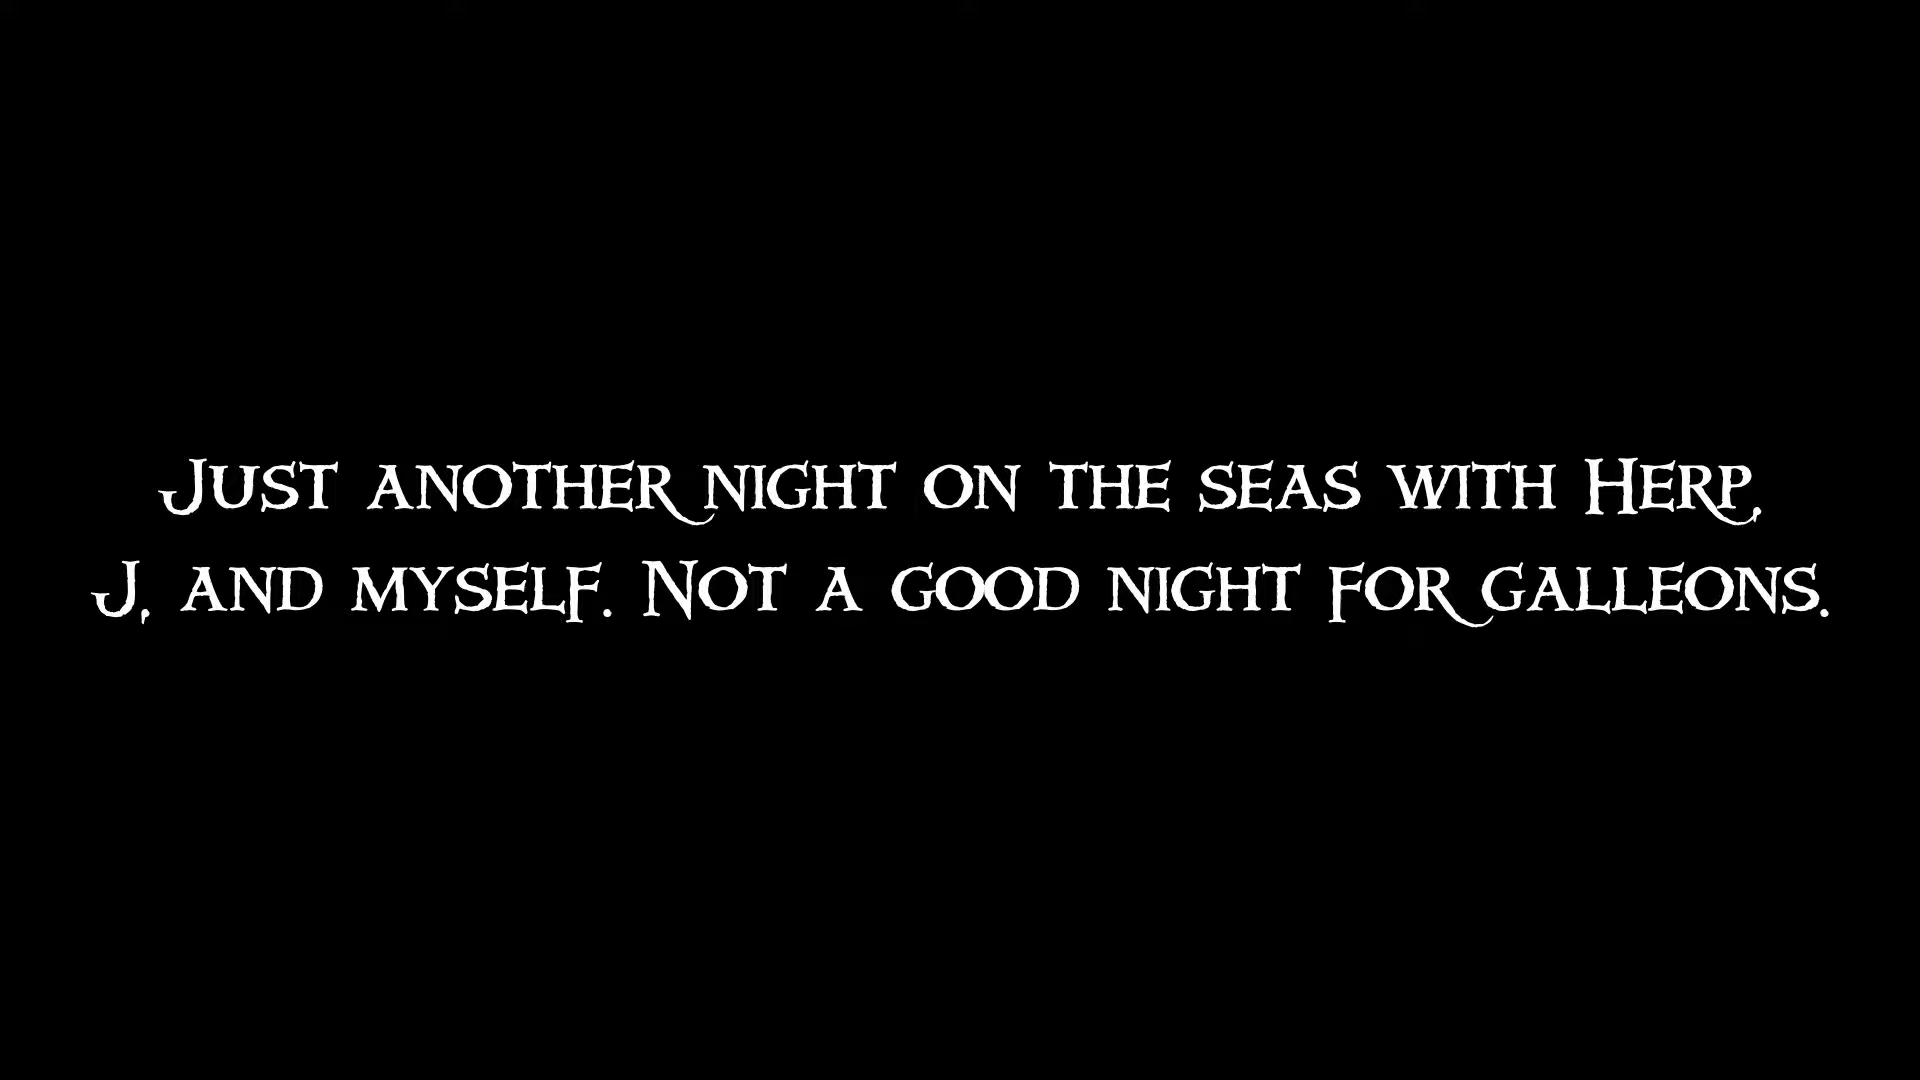 Just another night on the seas with Herp,
J, and myself. Not a good night for galleons.